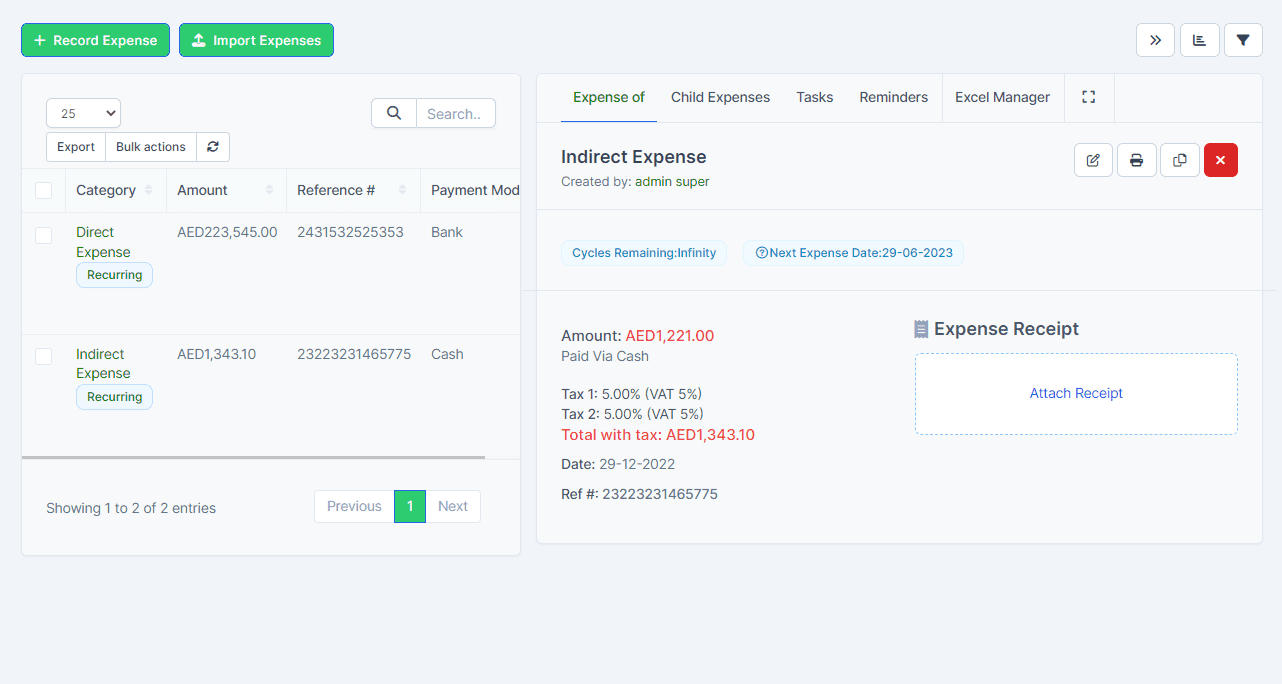 Record Expense
Import Expenses
25
Search..
Export
Bulk actions
Category
Amount
Reference #
Payment Mod
Direct Expense
AED223,545.00
2431532525353
Bank
Recurring
Indirect Expense
AED1,343.10
23223231465775
Cash
Recurring
Showing 1 to 2 of 2 entries
Previous
1
Next
Expense of
Child Expenses
Tasks
Reminders
Excel Manager
Indirect Expense
Created by: admin super
Cycles Remaining:Infinity
Next Expense Date:29-06-2023
Amount: AED1,221.00
Paid Via Cash
Tax 1: 5.00% (VAT 5%)
Tax 2: 5.00% (VAT 5%)
Total with tax: AED1,343.10
Date: 29-12-2022
Ref #: 23223231465775
Expense Receipt
Attach Receipt